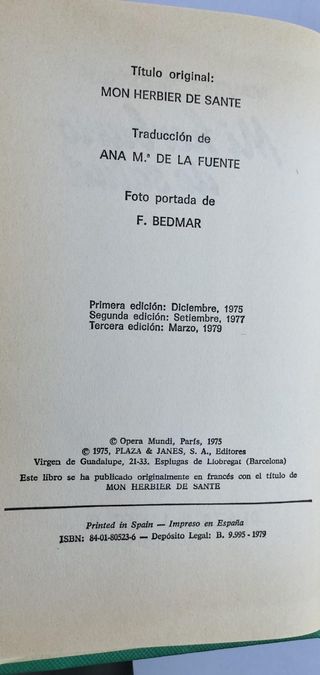 Título original:
MON HERBIER DE SANTE
Traducción de
ANA M.ª DE LA FUENTE
Foto portada de
F. BEDMAR
Primera edición: Diciembre, 1975
Segunda edición: Setiembre, 1977
Tercera edición: Marzo, 1979
© Opera Mundi, París, 1975
© 1975, PLAZA & JANES, S. A., Editores
Virgen de Guadalupe, 21-33. Esplugas de Llobregat (Barcelona)
Este libro se ha publicado originalmente en francés con el título de
MON HERBIER DE SANTE
Printed in Spain — Impreso en España
ISBN: 84-01-80523-6 — Depósito Legal: B. 9.995 - 1979